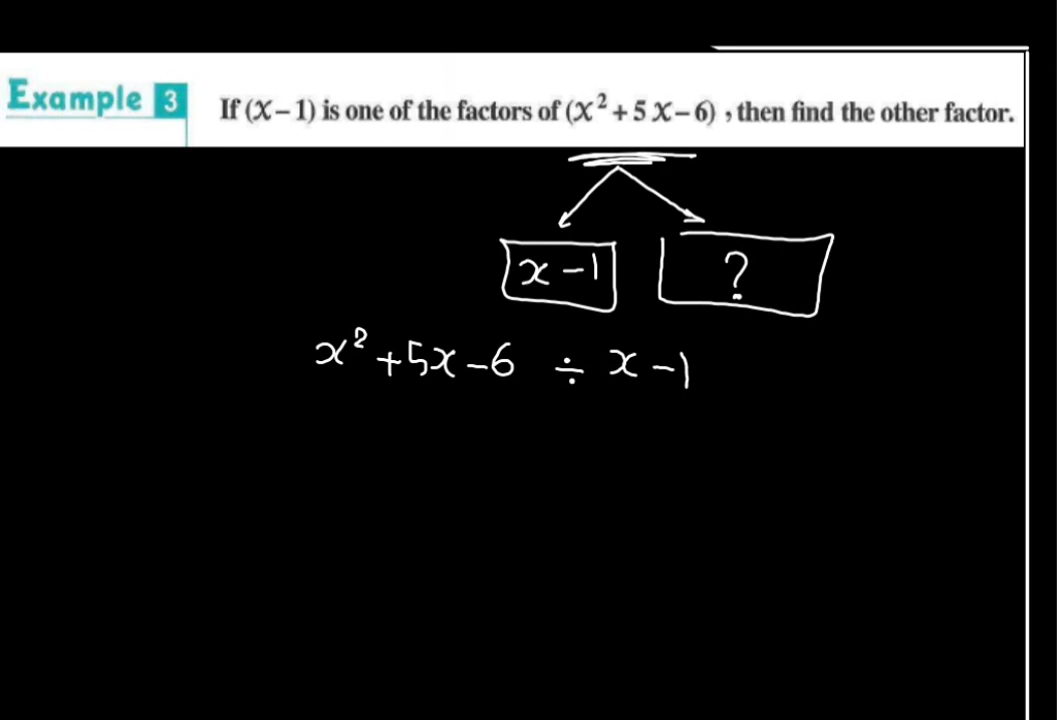 Example 3 If (x – 1) is one of the factors of (x² + 5 x – 6) , then find the other factor.
x – 1 ?
x² + 5x – 6 ÷ x – 1